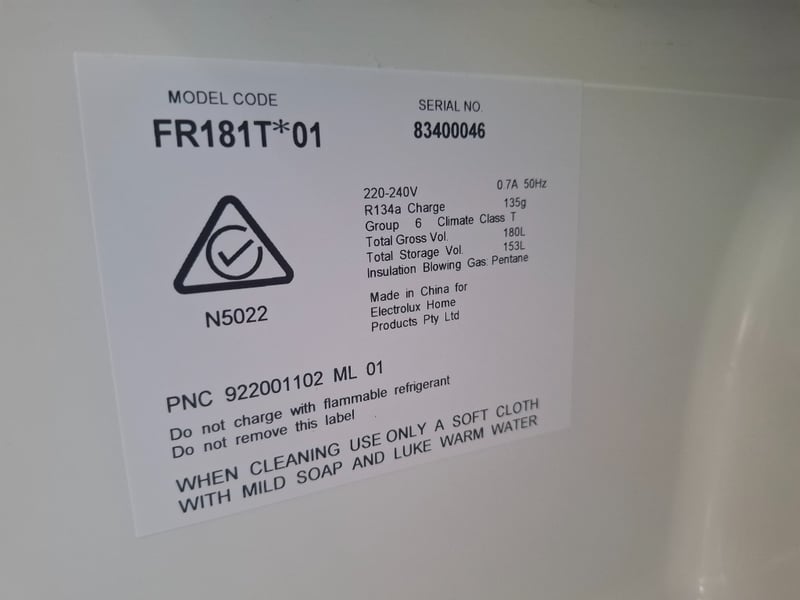 MODEL CODE
FR181T*01
SERIAL NO.
83400046
220-240V 0.7A 50Hz
R134a Charge 135g
Group 6 Climate Class T
Total Gross Vol. 180L
Total Storage Vol. 153L
Insulation Blowing Gas: Pentane
Made in China for
Electrolux Home
Products Pty Ltd
N5022
PNC 922001102 ML 01
Do not charge with flammable refrigerant
Do not remove this label
WHEN CLEANING USE ONLY A SOFT CLOTH
WITH MILD SOAP AND LUKE WARM WATER